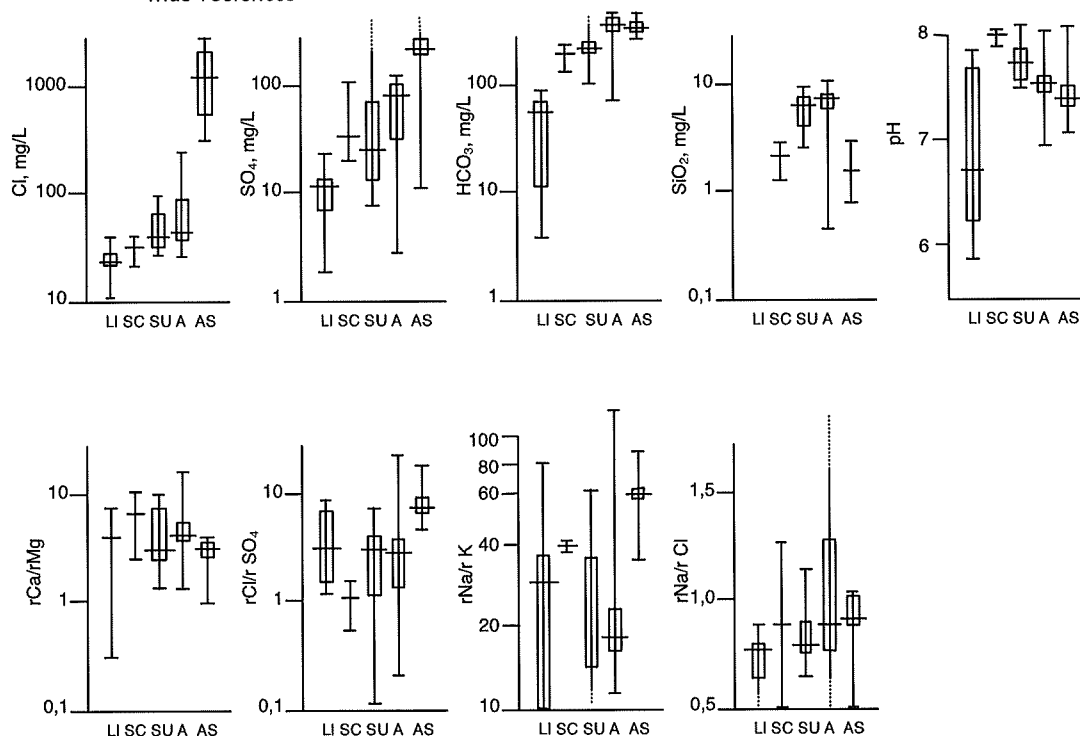 1000
100
10
Cl, mg/L
LI SC SU A AS
100
10
1
SO₄, mg/L
LI SC SU A AS
100
10
1
HCO₃, mg/L
LI SC SU A AS
10
1
0,1
SiO₂, mg/L
LI SC SU A AS
8
7
6
pH
LI SC SU A AS
10
1
0,1
rCa/rMg
LI SC SU A AS
10
1
0,1
rCl/r SO₄
LI SC SU A AS
100
80
60
40
20
10
rNa/r K
LI SC SU A AS
1,5
1,0
0,5
rNa/r Cl
LI SC SU A AS